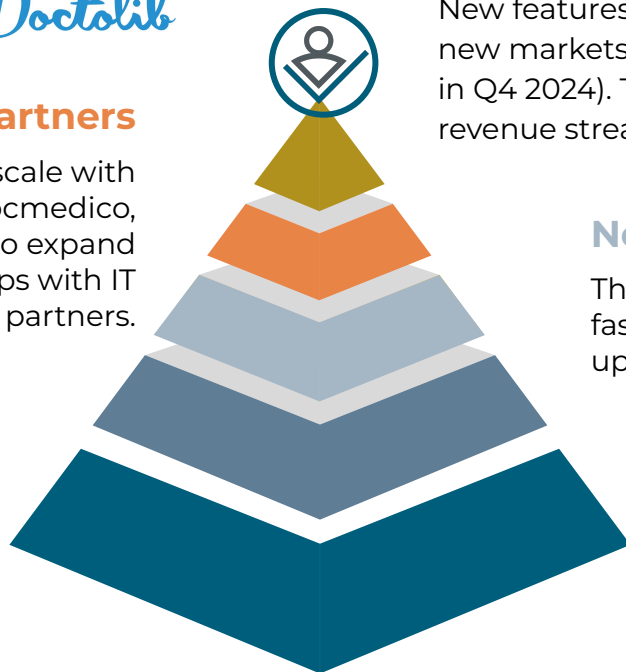 Doctolib
artners
scale with
ocmedico,
o expand
ps with IT
partners.
New features
new markets
in Q4 2024). T
revenue strea
Th
fas
up